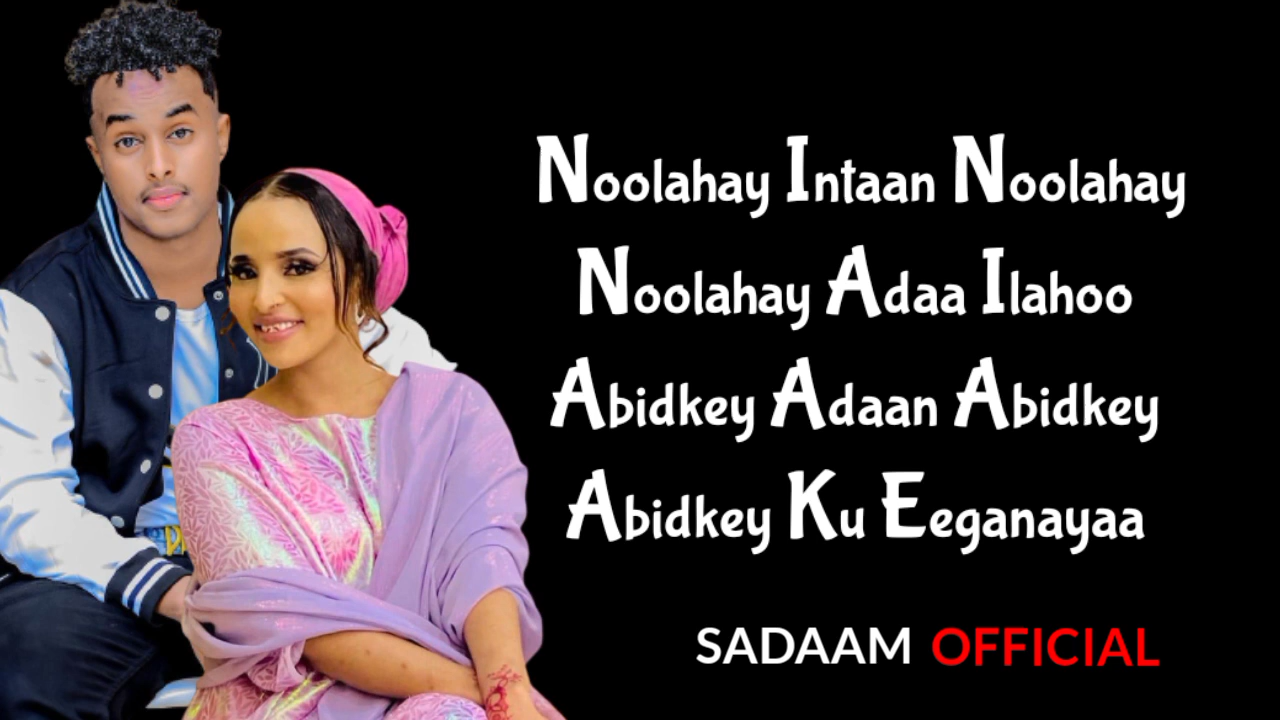 Noolahay Intaan Noolahay
Noolahay Adaa Ilahoo
Abidkey Adaan Abidkey
Abidkey Ku Eeganayaa
SADAAM OFFICIAL